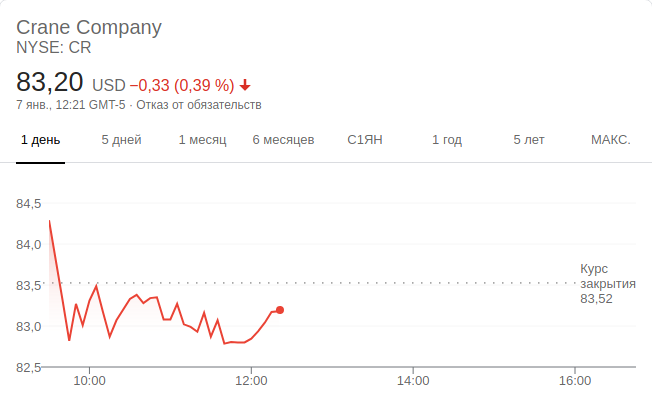 Crane Company
NYSE: CR
83,20 USD −0,33 (0,39 %)
7 янв., 12:21 GMT-5 · Отказ от обязательств
1 день 5 дней 1 месяц 6 месяцев С1ЯН 1 год 5 лет МАКС.
84,5
84,0
Курс
83,5 закрытия
83,52
83,0
82,5
10:00 12:00 14:00 16:00